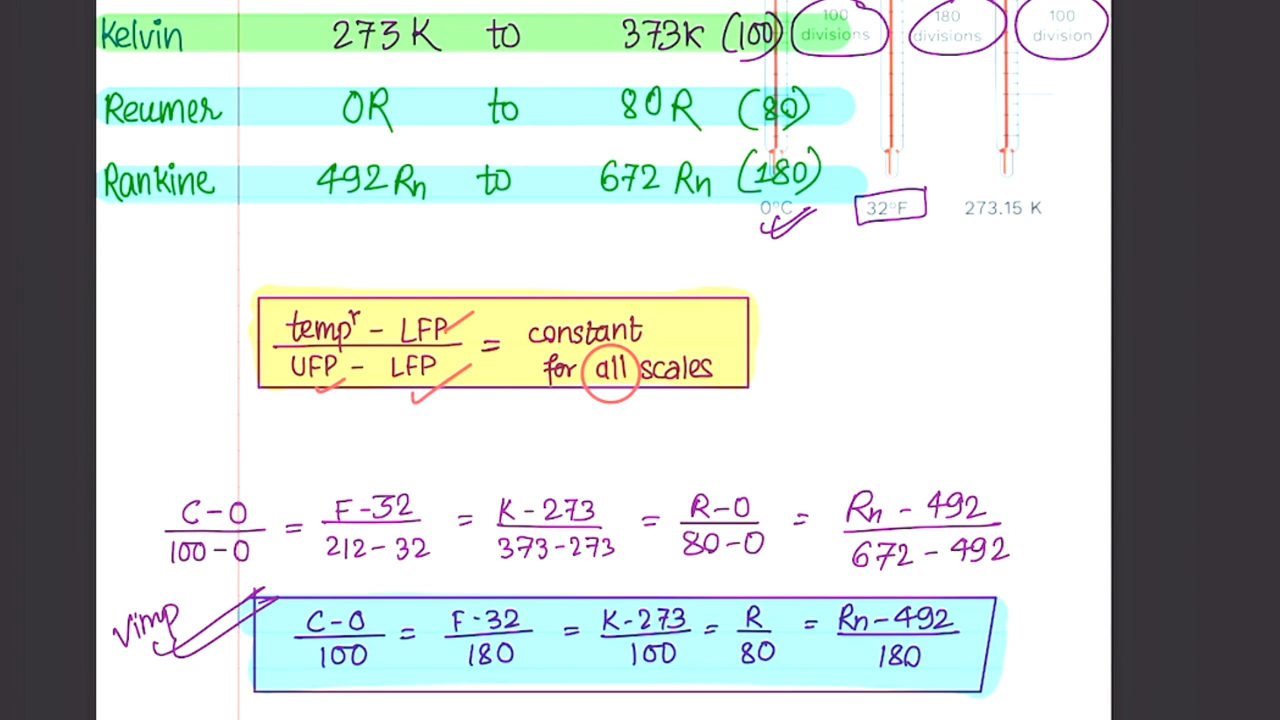 Kelvin 273 K to 373K (100) 100 divisions 180 divisions 100 division
Reumer 0R to 80R (80)
Rankine 492 Rn to 672 Rn (180)
0°C 32°F 273.15 K
temp^r - LFP / UFP - LFP = constant for all scales
C-0 / 100-0 = F-32 / 212-32 = K-273 / 373-273 = R-0 / 80-0 = Rn - 492 / 672 - 492
Vimp
C-0 / 100 = F-32 / 180 = K-273 / 100 = R / 80 = Rn-492 / 180